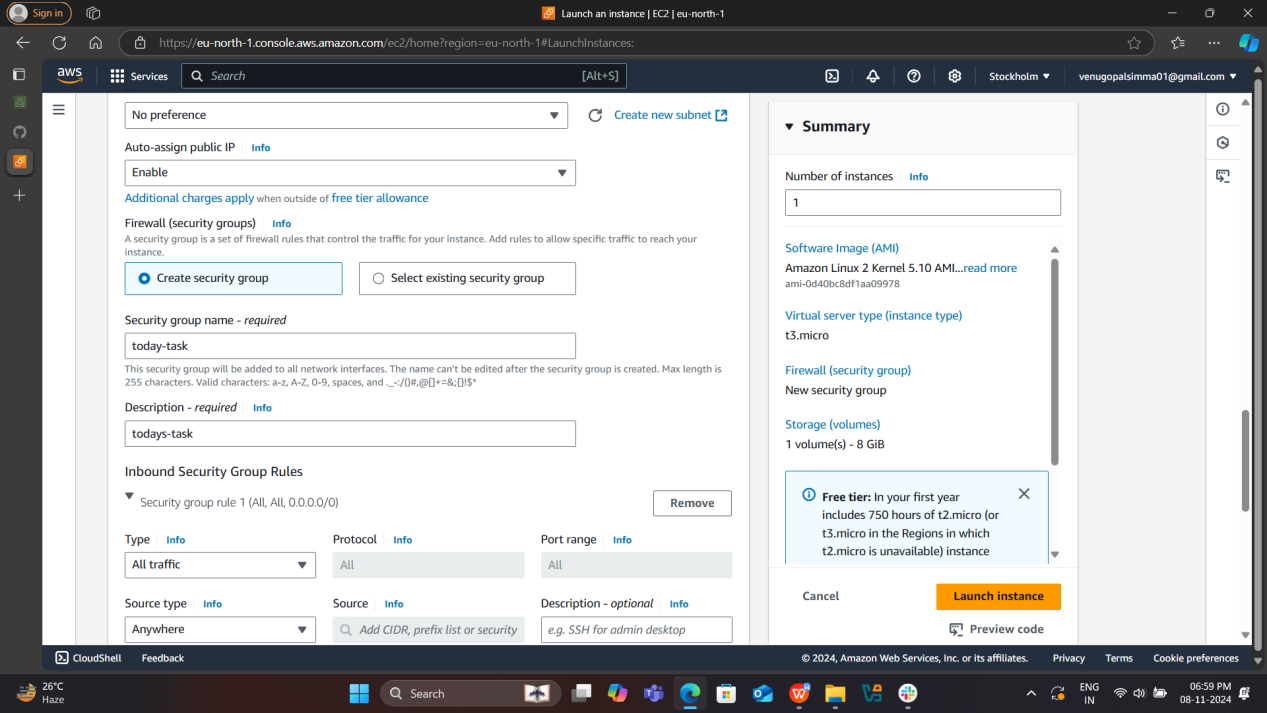 Sign in
Launch an instance | EC2 | eu-north-1
https://eu-north-1.console.aws.amazon.com/ec2/home?region=eu-north-1#LaunchInstances:
aws
Services
Search
[Alt+S]
Stockholm
venugopalsimma01@gmail.com
No preference
Create new subnet
Auto-assign public IP Info
Enable
Additional charges apply when outside of free tier allowance
Firewall (security groups) Info
A security group is a set of firewall rules that control the traffic for your instance. Add rules to allow specific traffic to reach your
instance.
Create security group
Select existing security group
Security group name - required
today-task
This security group will be added to all network interfaces. The name can't be edited after the security group is created. Max length is
255 characters. Valid characters: a-z, A-Z, 0-9, spaces, and ._-:/()#,@[]+=&;{}!$*
Description - required Info
todays-task
Inbound Security Group Rules
Security group rule 1 (All, All, 0.0.0.0/0)
Remove
Type Info
Protocol Info
Port range Info
All traffic
All
All
Source type Info
Source Info
Description - optional Info
Anywhere
Add CIDR, prefix list or security
e.g. SSH for admin desktop
Summary
Number of instances Info
1
Software Image (AMI)
Amazon Linux 2 Kernel 5.10 AMI...read more
ami-0d40bc8df1aa09978
Virtual server type (instance type)
t3.micro
Firewall (security group)
New security group
Storage (volumes)
1 volume(s) - 8 GiB
Free tier: In your first year
includes 750 hours of t2.micro (or
t3.micro in the Regions in which
t2.micro is unavailable) instance
Cancel
Launch instance
Preview code
CloudShell
Feedback
© 2024, Amazon Web Services, Inc. or its affiliates.
Privacy
Terms
Cookie preferences
26°C
Haze
Search
ENG
IN
06:59 PM
08-11-2024